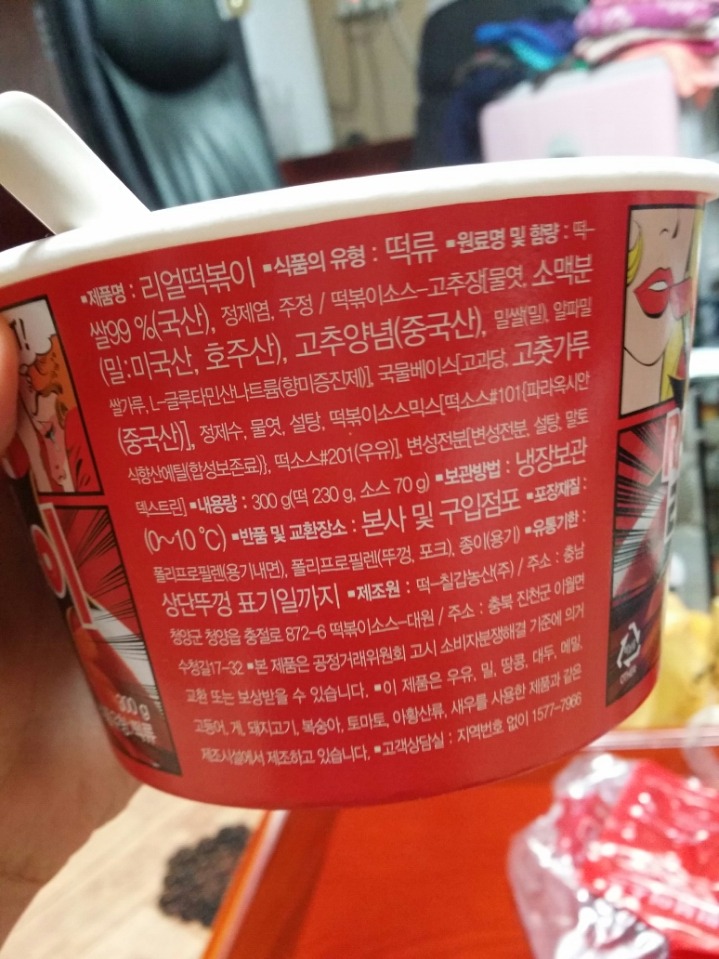 ▪제품명 : 리얼떡볶이 ▪식품의 유형 : 떡류 ▪원료명 및 함량 : 떡-
쌀99 %(국산), 정제염, 주정 / 떡볶이소스-고추장[물엿, 소맥분
(밀:미국산, 호주산), 고추양념(중국산), 밀쌀(밀), 알파밀
쌀가루, L-글루타민산나트륨(향미증진제)], 국물베이스[고과당, 고춧가루
(중국산)], 정제수, 물엿, 설탕, 떡볶이소스믹스[떡소스#101{파라옥시안
식향산에틸(합성보존료)}, 떡소스#201(우유)], 변성전분[변성전분, 설탕, 말토
덱스트린] ▪내용량 : 300 g(떡 230 g, 소스 70 g) ▪보관방법 : 냉장보관
(0~10 ℃) ▪반품 및 교환장소 : 본사 및 구입점포 ▪포장재질 :
폴리프로필렌(용기내면), 폴리프로필렌(뚜껑, 포크), 종이(용기) ▪유통기한 :
상단뚜껑 표기일까지 ▪제조원 : 떡-칠갑농산(주) / 주소 : 충남
청양군 청양읍 충절로 872-6 떡볶이소스-대원 / 주소 : 충북 진천군 이월면
수청길17-32 ▪본 제품은 공정거래위원회 고시 소비자분쟁해결 기준에 의거
교환 또는 보상받을 수 있습니다. ▪이 제품은 우유, 밀, 땅콩, 대두, 메밀,
고등어, 게, 돼지고기, 복숭아, 토마토, 아황산류, 새우를 사용한 제품과 같은
제조시설에서 제조하고 있습니다. ▪고객상담실 : 지역번호 없이 1577-7966
이
300 g